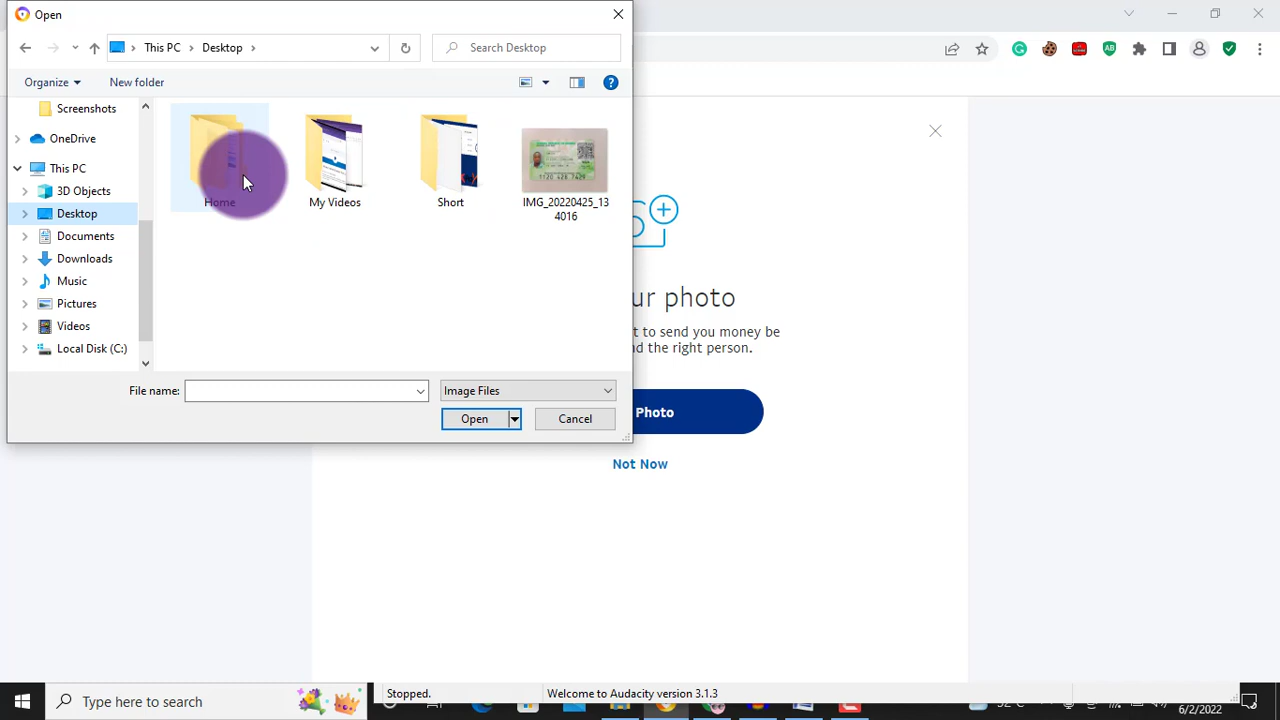 Open
This PC
Desktop
Search Desktop
Organize
New folder
Screenshots
OneDrive
This PC
3D Objects
Desktop
Documents
Downloads
Music
Pictures
Videos
Local Disk (C:)
Home
My Videos
Short
IMG_20220425_13
4016
File name:
Image Files
Open
Cancel
ur photo
t to send you money be
d the right person.
Photo
Not Now
Type here to search
Stopped.
Welcome to Audacity version 3.1.3
6/2/2022